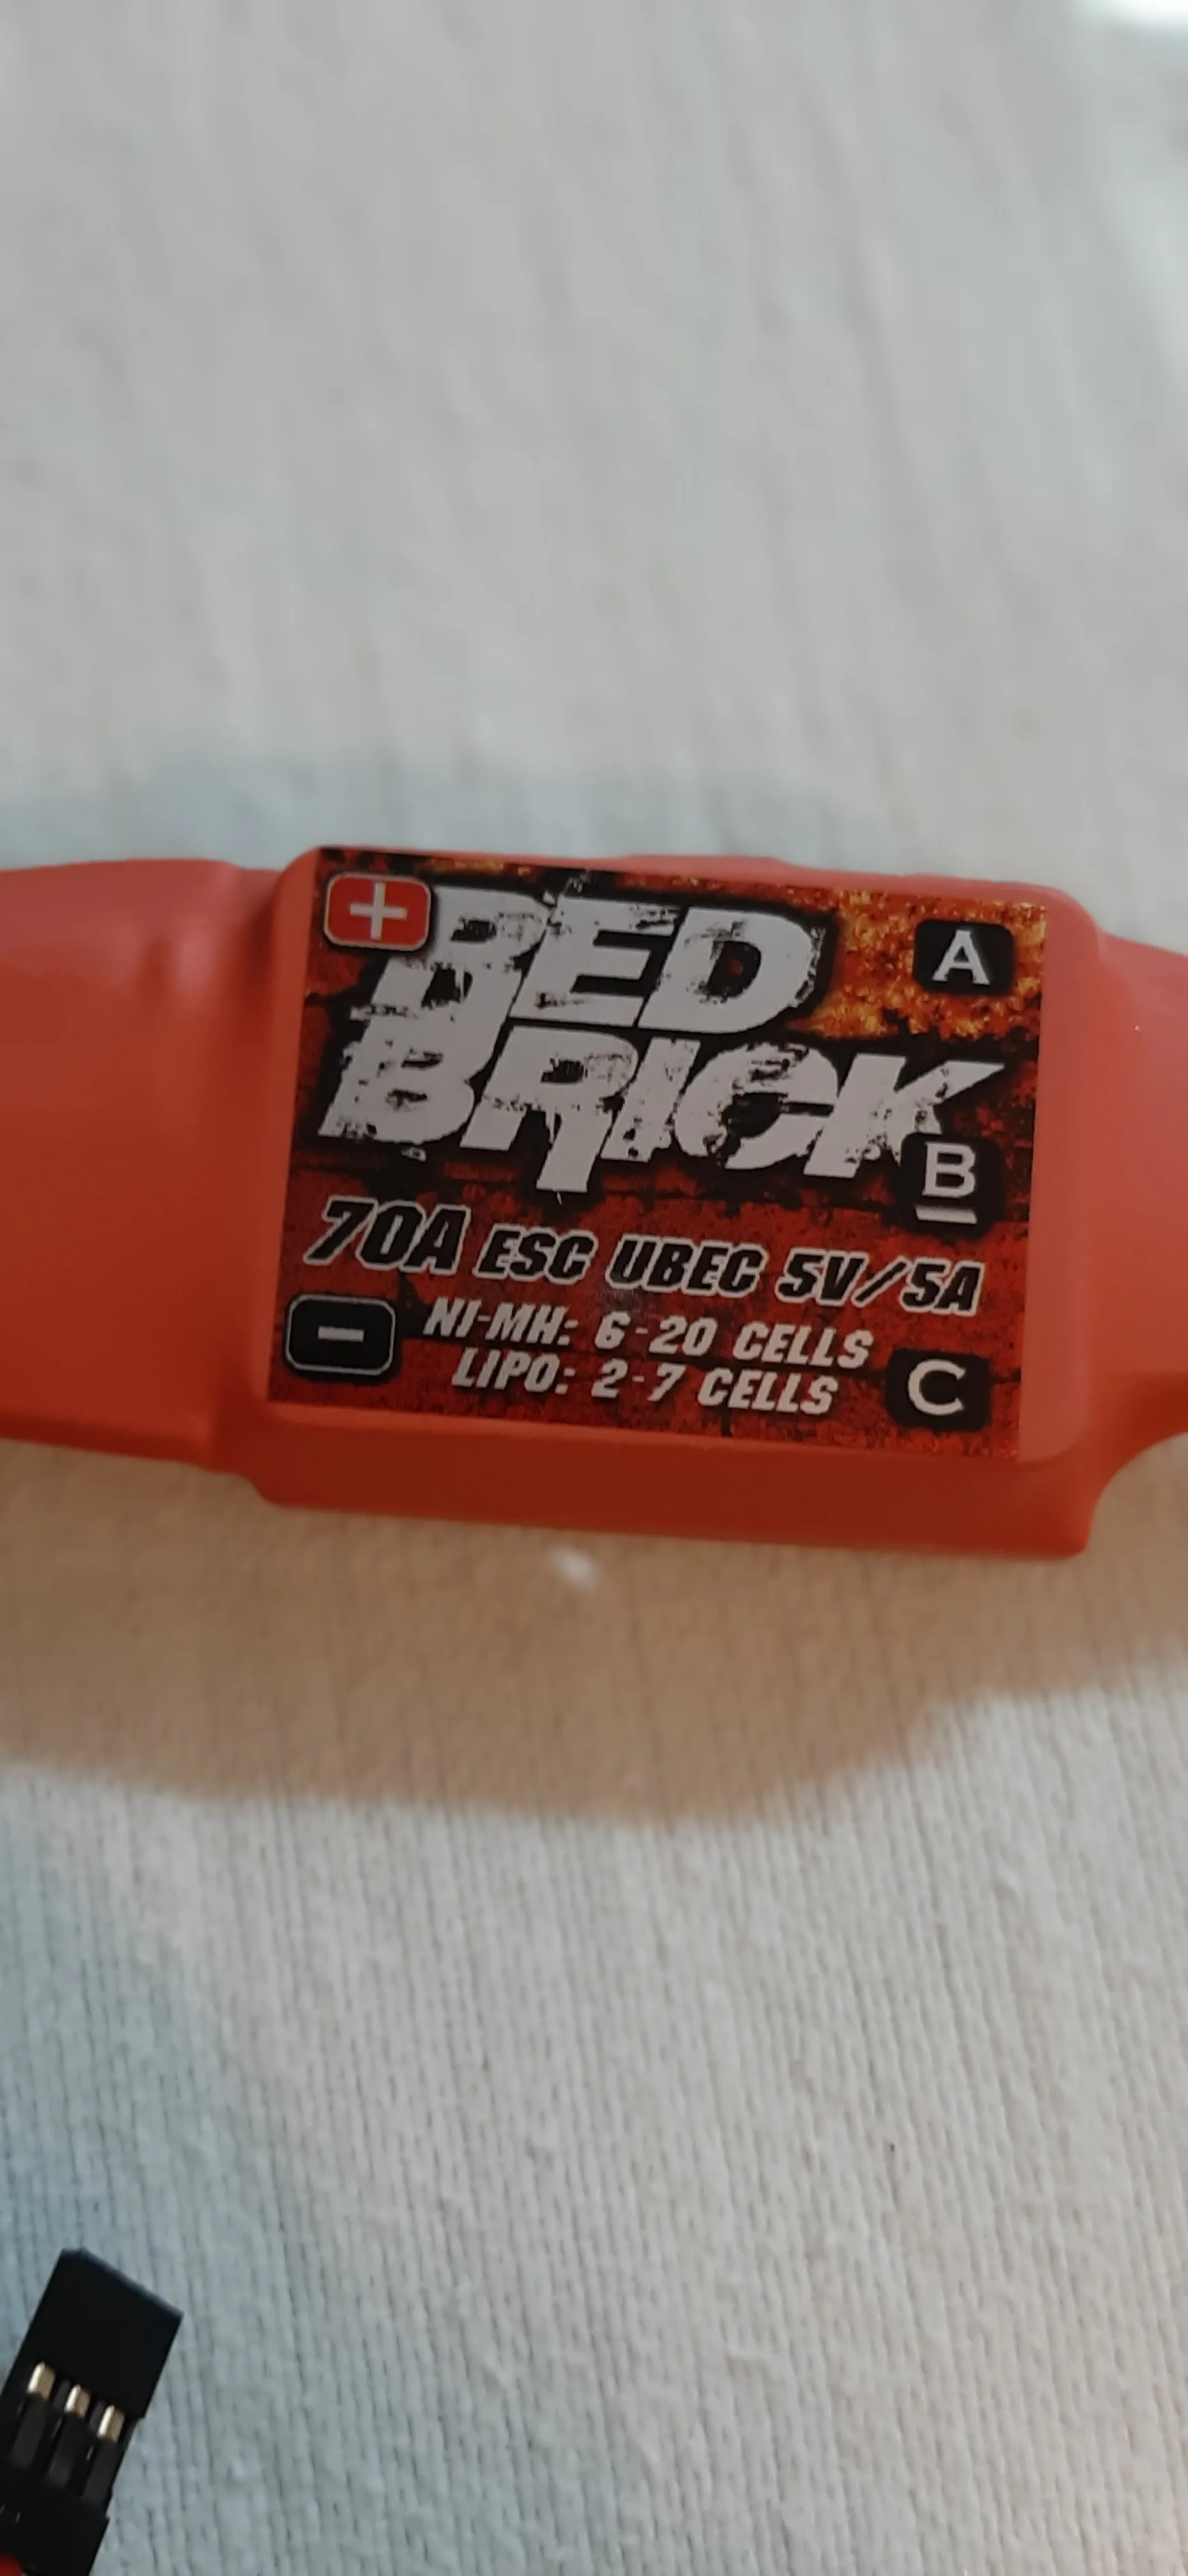 +
RED
A
BRICK
B
70A ESC UBEC 5V/5A
-
NI-MH: 6-20 CELLS
LIPO: 2-7 CELLS
C